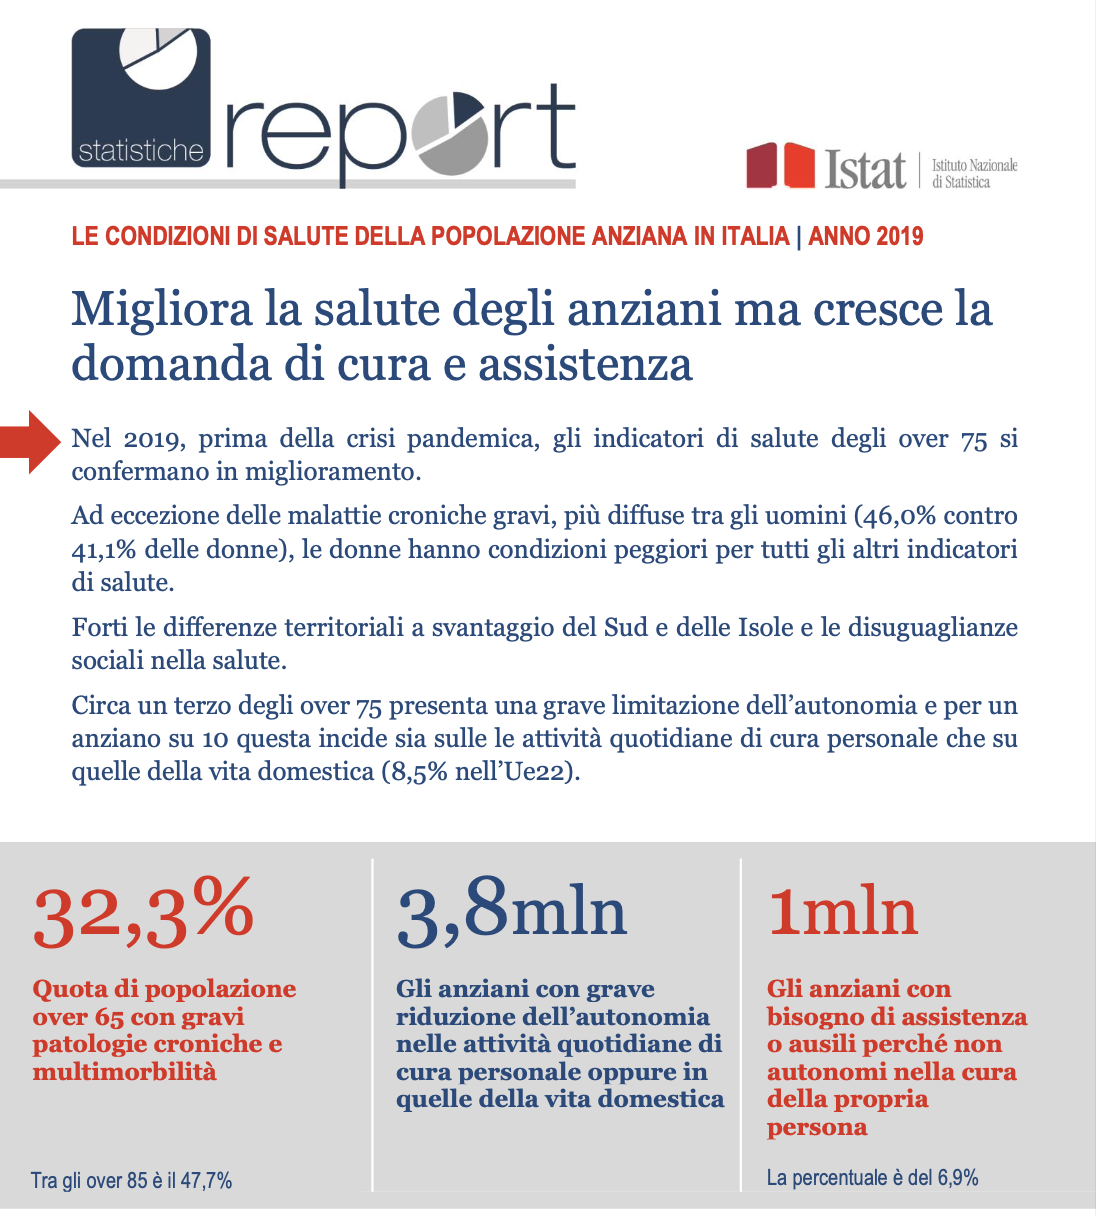 statistiche
report
Istat
Istituto Nazionale
di Statistica
LE CONDIZIONI DI SALUTE DELLA POPOLAZIONE ANZIANA IN ITALIA | ANNO 2019
Migliora la salute degli anziani ma cresce la
domanda di cura e assistenza
Nel 2019, prima della crisi pandemica, gli indicatori di salute degli over 75 si
confermano in miglioramento.
Ad eccezione delle malattie croniche gravi, più diffuse tra gli uomini (46,0% contro
41,1% delle donne), le donne hanno condizioni peggiori per tutti gli altri indicatori
di salute.
Forti le differenze territoriali a svantaggio del Sud e delle Isole e le disuguaglianze
sociali nella salute.
Circa un terzo degli over 75 presenta una grave limitazione dell’autonomia e per un
anziano su 10 questa incide sia sulle le attività quotidiane di cura personale che su
quelle della vita domestica (8,5% nell’Ue22).
32,3%
Quota di popolazione
over 65 con gravi
patologie croniche e
multimorbilità
Tra gli over 85 è il 47,7%
3,8mln
Gli anziani con grave
riduzione dell’autonomia
nelle attività quotidiane di
cura personale oppure in
quelle della vita domestica
1mln
Gli anziani con
bisogno di assistenza
o ausili perché non
autonomi nella cura
della propria
persona
La percentuale è del 6,9%